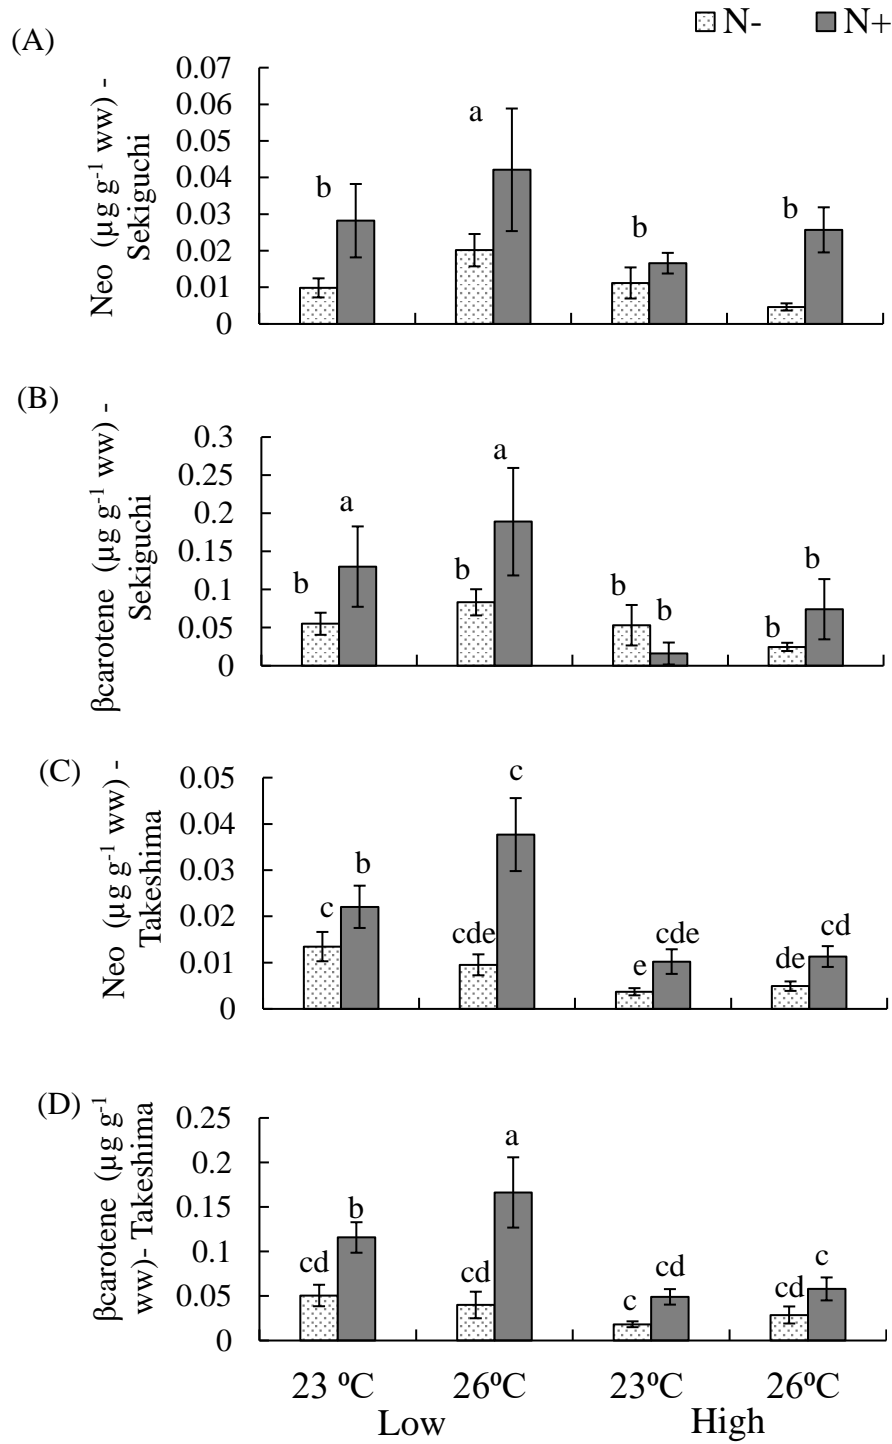 N- N+
(A)
Neo (µg g⁻¹ ww) -
Sekiguchi
0.07
0.06
0.05
0.04
0.03
0.02
0.01
0
b
a
b
b
(B)
βcarotene (µg g⁻¹ ww) -
Sekiguchi
0.3
0.25
0.2
0.15
0.1
0.05
0
b
a
b
a
b
b
b
b
(C)
Neo (µg g⁻¹ ww) -
Takeshima
0.05
0.04
0.03
0.02
0.01
0
c
b
cde
c
e
cde
de
cd
(D)
βcarotene (µg g⁻¹
ww)- Takeshima
0.25
0.2
0.15
0.1
0.05
0
cd
b
cd
a
c
cd
cd
c
23 ºC 26ºC 23ºC 26ºC
Low High